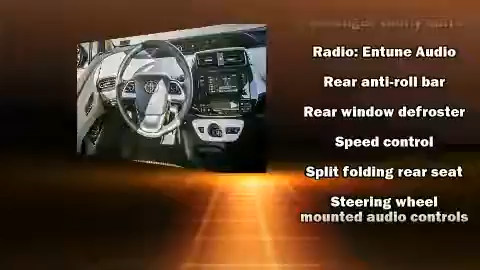 Radio: Entune Audio
Rear anti-roll bar
Rear window defroster
Speed control
Split folding rear seat
Steering wheel
mounted audio controls